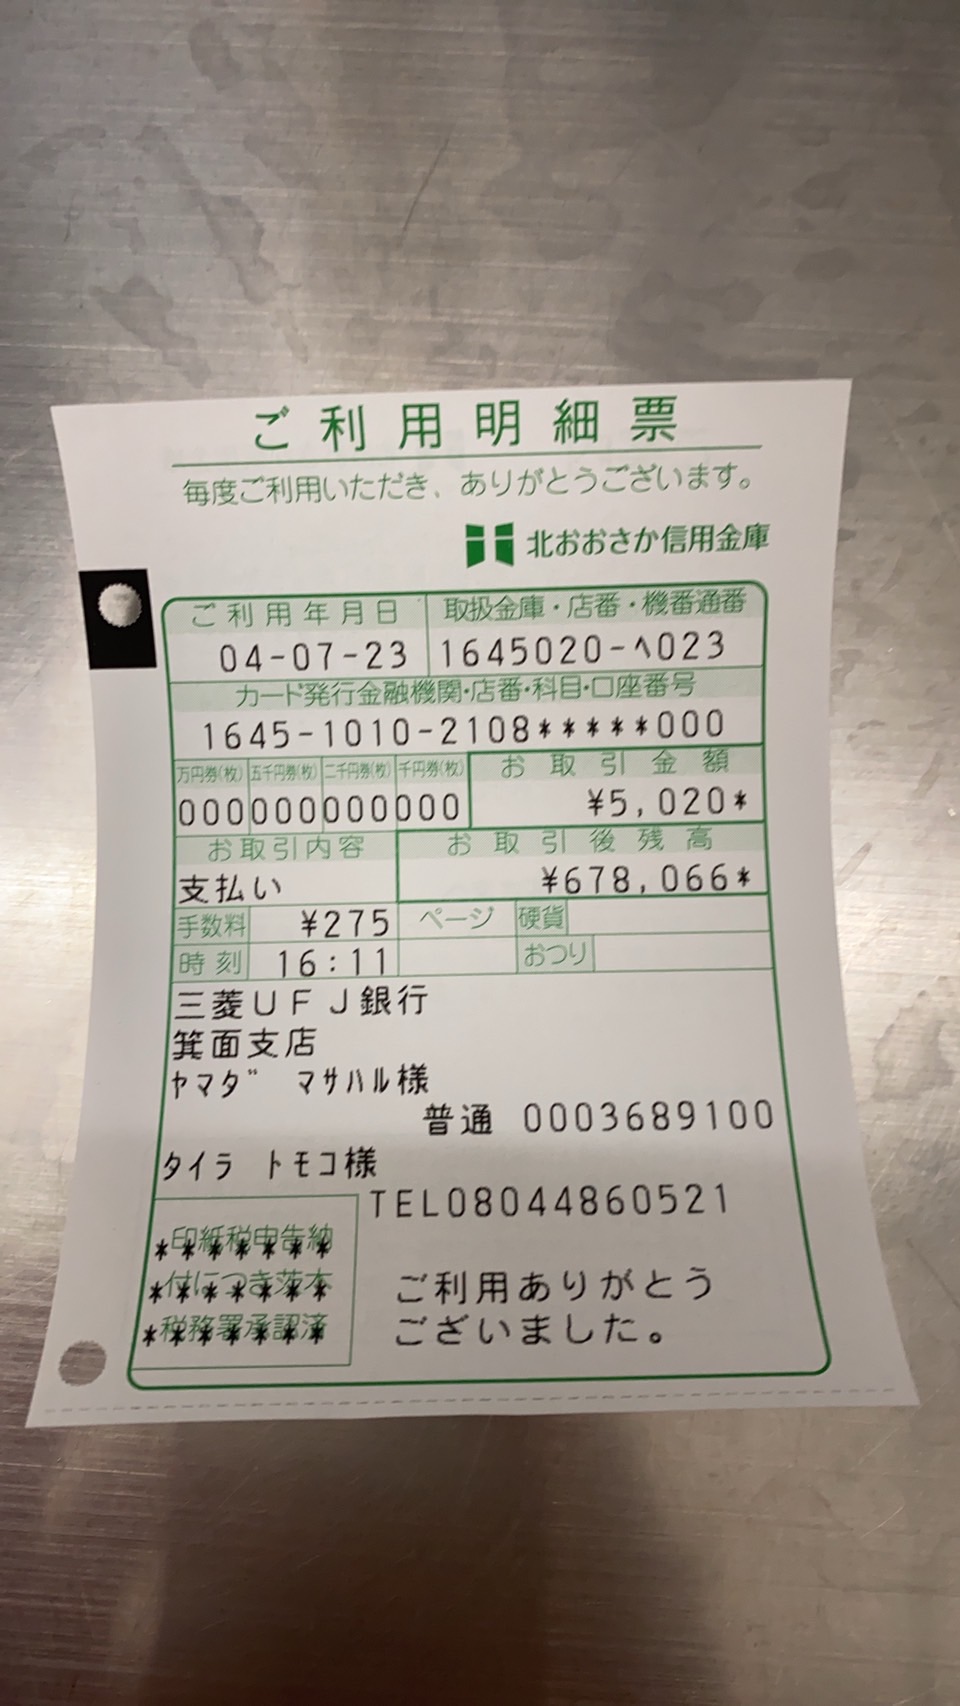 ご利用明細票
毎度ご利用いただき、ありがとうございます。
北おおさか信用金庫
ご利用年月日 取扱金庫・店番・機番通番
04-07-23 1645020-ﾍ023
カード発行金融機関・店番・科目・口座番号
1645-1010-2108*****000
万円券(枚) 五千円券(枚) 二千円券(枚) 千円券(枚) お取引金額
000000000000 ¥5,020*
お取引内容 お取引後残高
支払い ¥678,066*
手数料 ¥275 ページ 硬貨
時刻 16:11 おつり
三菱UFJ銀行
箕面支店
ﾔﾏﾀﾞ ﾏｻﾊﾙ様
普通 0003689100
ﾀｲﾗ ﾄﾓｺ様
TEL08044860521
印紙税申告納
*******
付につき茨木
*******
税務署承認済
*******
ご利用ありがとう
ございました。